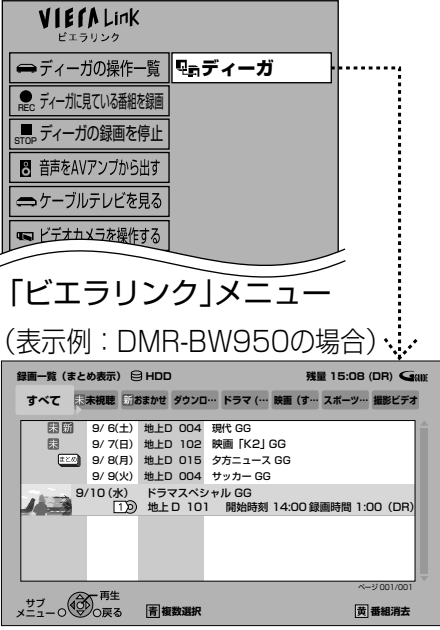 VIErA LinK
ビエラリンク
ディーガの操作一覧
ディーガ
REC ディーガに見ている番組を録画
STOP ディーガの録画を停止
音声をAVアンプから出す
ケーブルテレビを見る
ビデオカメラを操作する
「ビエラリンク」メニュー
(表示例：DMR-BW950の場合)
録画一覧（まとめ表示） HDD 残量 15:08 (DR) GGUIDE
すべて 未未視聴 新おまかせ ダウンロ… ドラマ (… 映画（す… スポーツ… 撮影ビデオ
未 新 9/ 6(土) 地上D 004 現代 GG
未 9/ 7(日) 地上D 102 映画「K2」GG
まとめ 9/ 8(月) 地上D 015 夕方ニュース GG
9/ 9(火) 地上D 004 サッカー GG
9/10 (水) ドラマスペシャル GG
1 地上D 101 開始時刻 14:00 録画時間 1:00 (DR)
ページ 001/001
サブメニュー 再生 戻る 青 複数選択 黄 番組消去